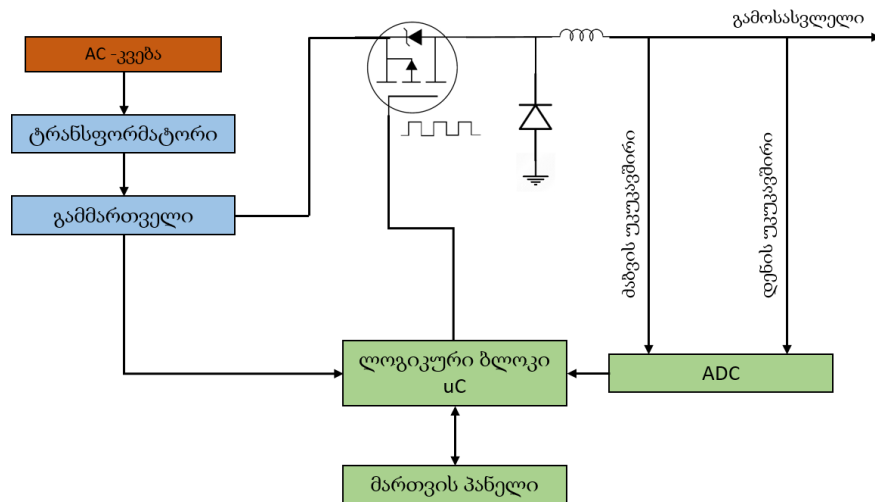 გამოსასვლელი
AC -კვება
ტრანსფორმატორი
გამმართველი
ძაბვის უკუკავშირი
დენის უკუკავშირი
ლოგიკური ბლოკი
uC
ADC
მართვის პანელი